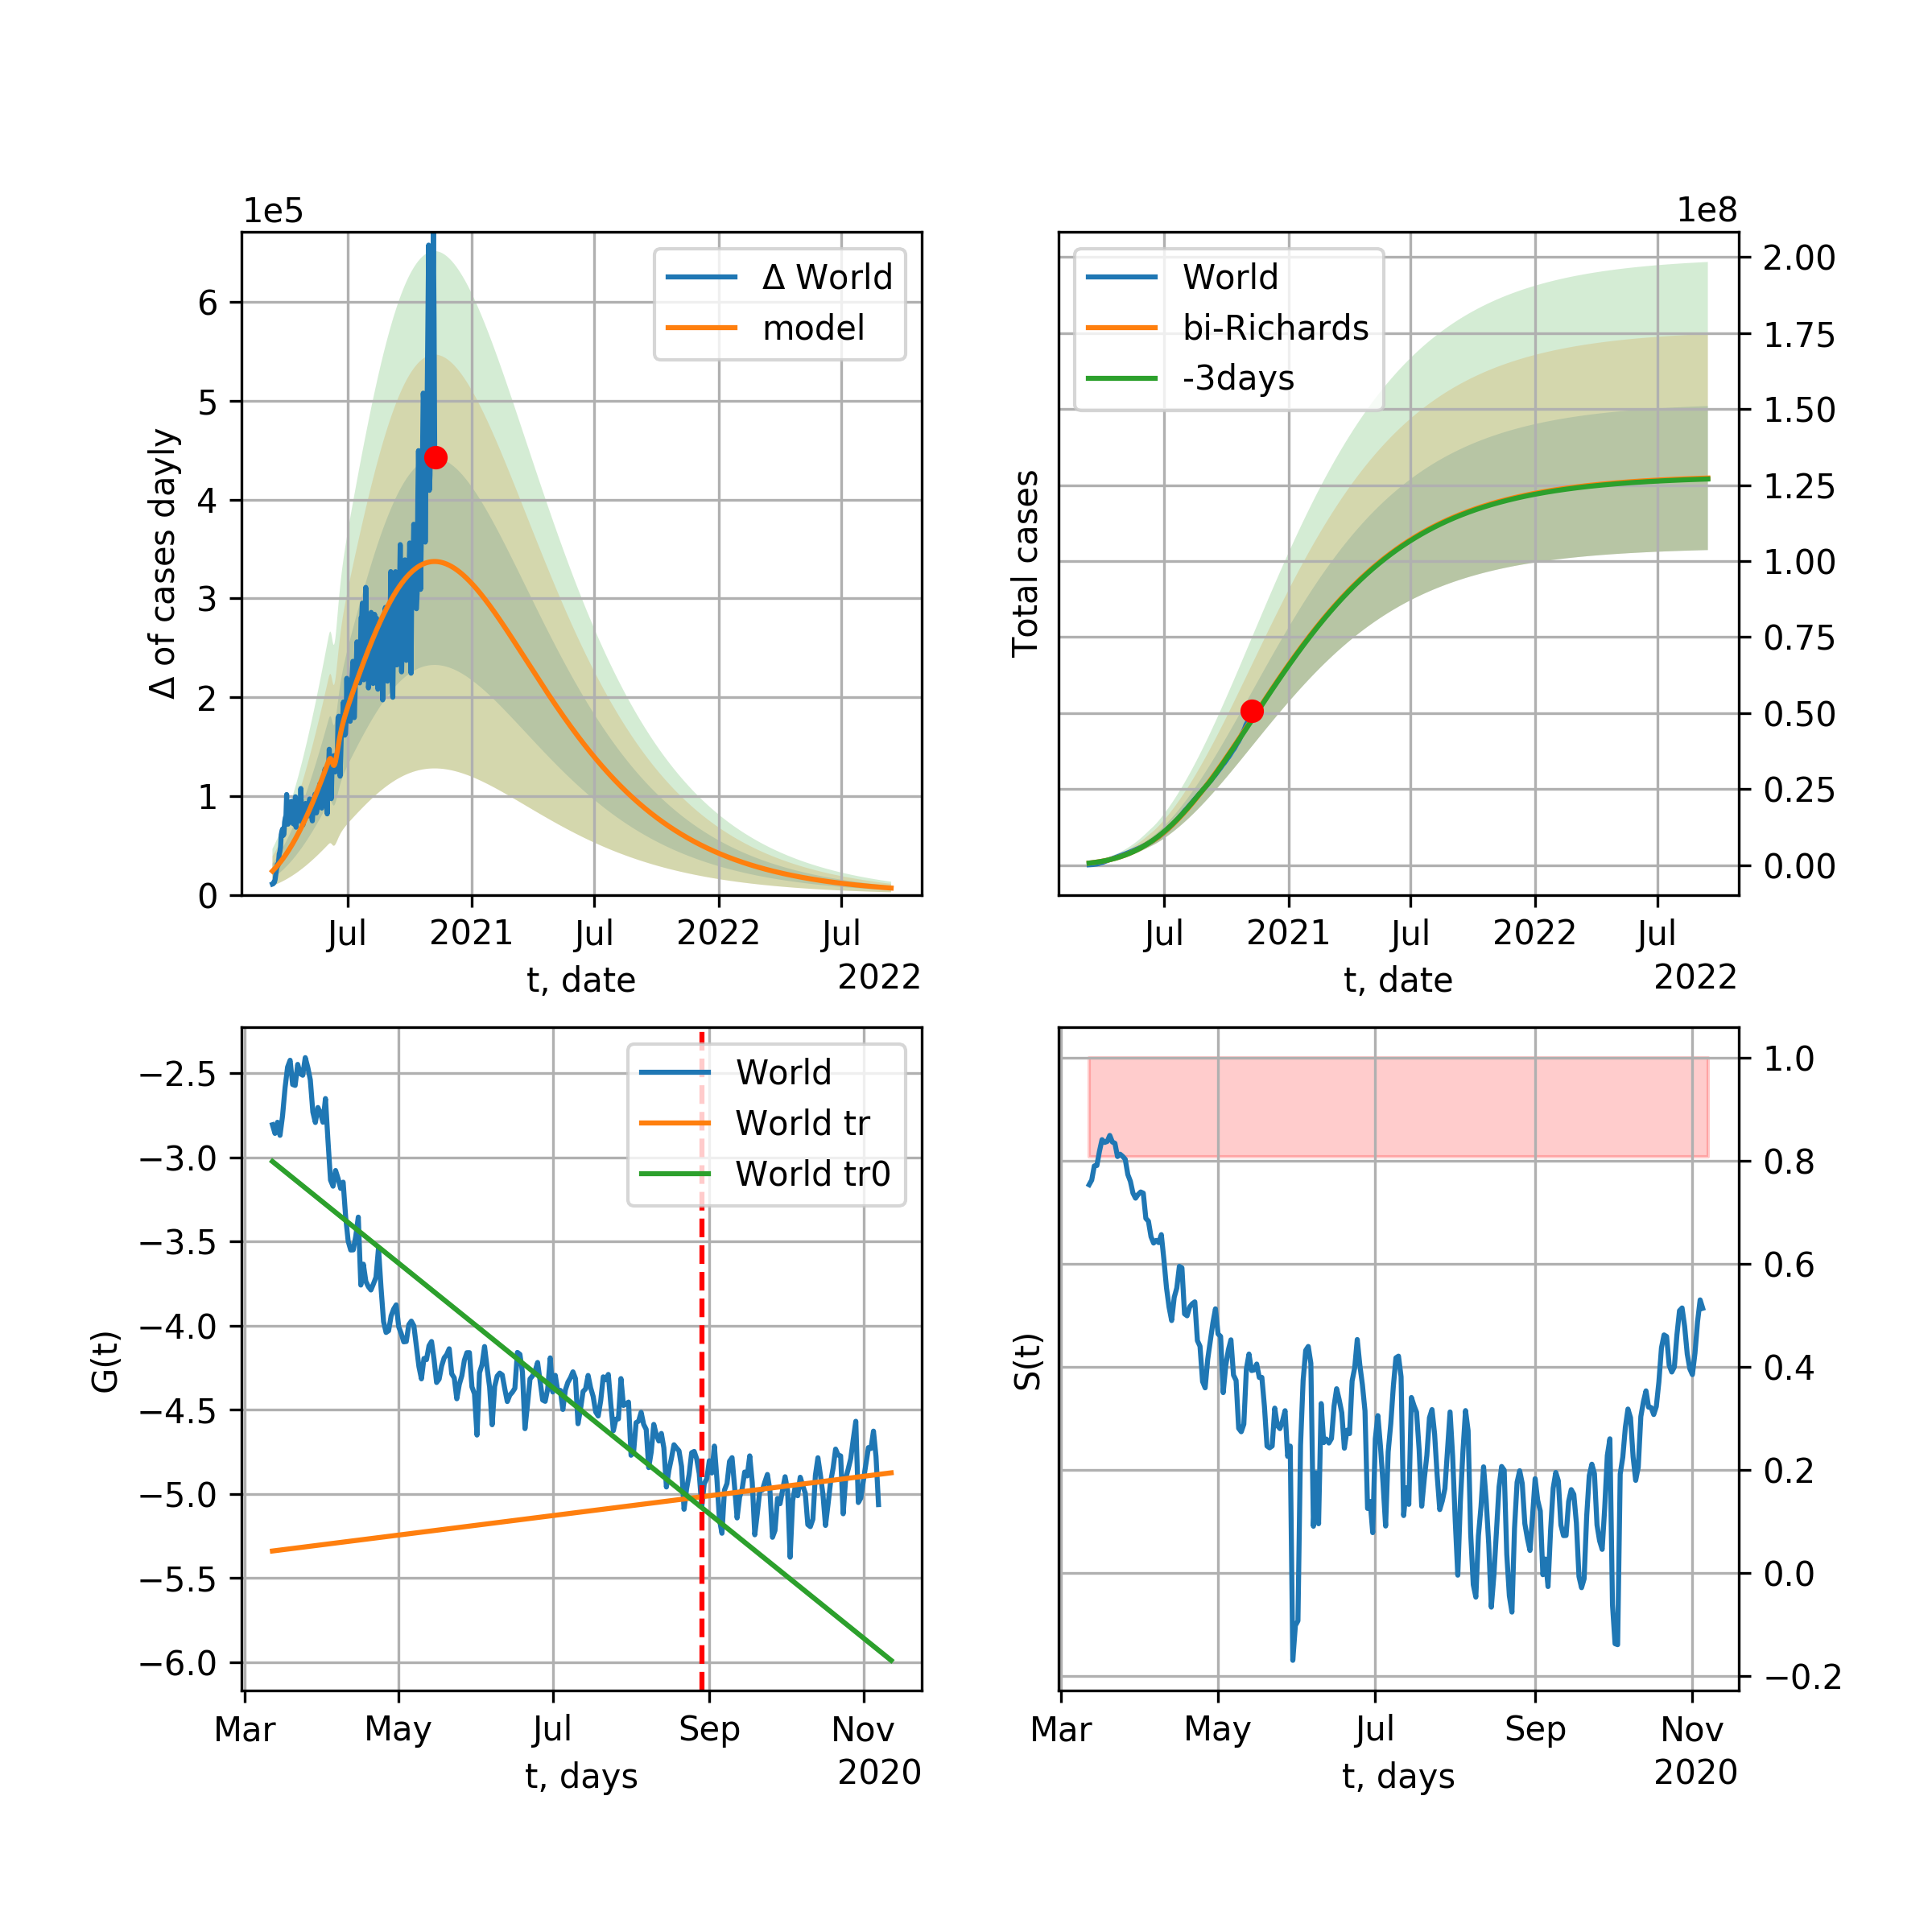 1e5
Δ World
model
6
5
4
3
2
1
0
Δ of cases dayly
Jul
2021
Jul
2022
Jul
t, date
2022
1e8
World
bi-Richards
-3days
2.00
1.75
1.50
1.25
1.00
0.75
0.50
0.25
0.00
Total cases
Jul
2021
Jul
2022
Jul
t, date
2022
World
World tr
World tr0
−2.5
−3.0
−3.5
−4.0
−4.5
−5.0
−5.5
−6.0
G(t)
Mar
May
Jul
Sep
Nov
t, days
2020
1.0
0.8
0.6
0.4
0.2
0.0
−0.2
S(t)
Mar
May
Jul
Sep
Nov
t, days
2020